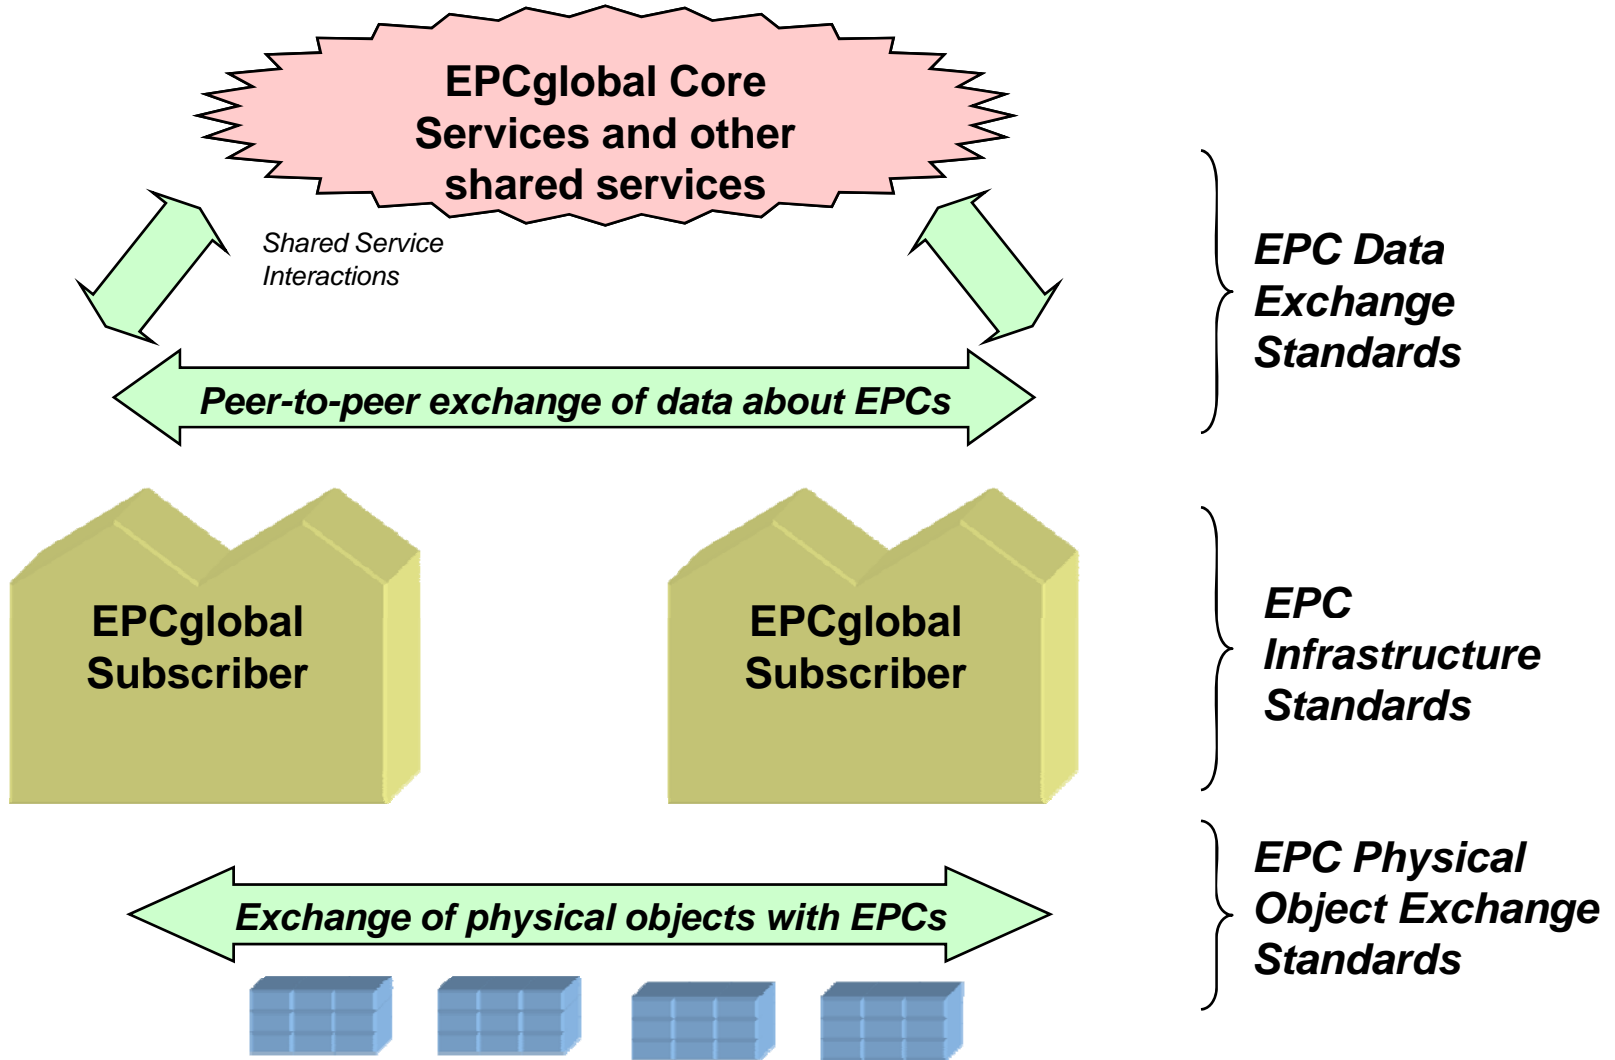 EPCglobal Core
Services and other
shared services
Shared Service
Interactions
Peer-to-peer exchange of data about EPCs
EPC Data
Exchange
Standards
EPCglobal
Subscriber
EPCglobal
Subscriber
EPC
Infrastructure
Standards
Exchange of physical objects with EPCs
EPC Physical
Object Exchange
Standards